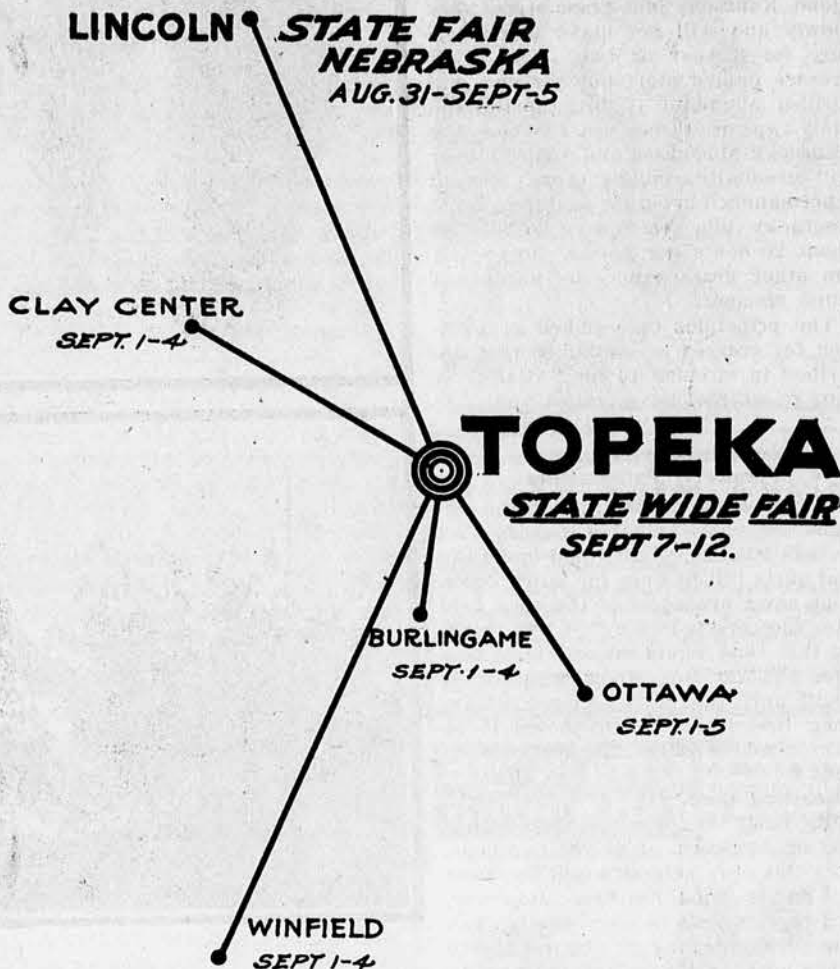 LINCOLN STATE FAIR
NEBRASKA
AUG. 31-SEPT-5
CLAY CENTER
SEPT. 1-4
TOPEKA
STATE WIDE FAIR
SEPT 7-12.
BURLINGAME
SEPT. 1-4
OTTAWA
SEPT. 1-5
WINFIELD
SEPT 1-4